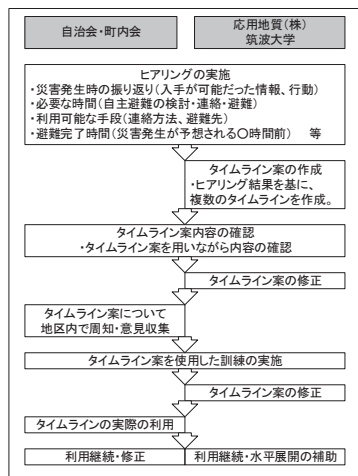 自治会・町内会
応用地質(株)
筑波大学
ヒアリングの実施
・災害発生時の振り返り(入手が可能だった情報、行動)
・必要な時間(自主避難の検討・連絡・避難)
・利用可能な手段(連絡方法、避難先)
・避難完了時間(災害発生が予想される〇時間前) 等
タイムライン案の作成
・ヒアリング結果を基に、
複数のタイムラインを作成。
タイムライン案内容の確認
・タイムライン案を用いながら内容の確認
タイムライン案の修正
タイムライン案について
地区内で周知・意見収集
タイムライン案を使用した訓練の実施
タイムライン案の修正
タイムラインの実際の利用
利用継続・修正
利用継続・水平展開の補助